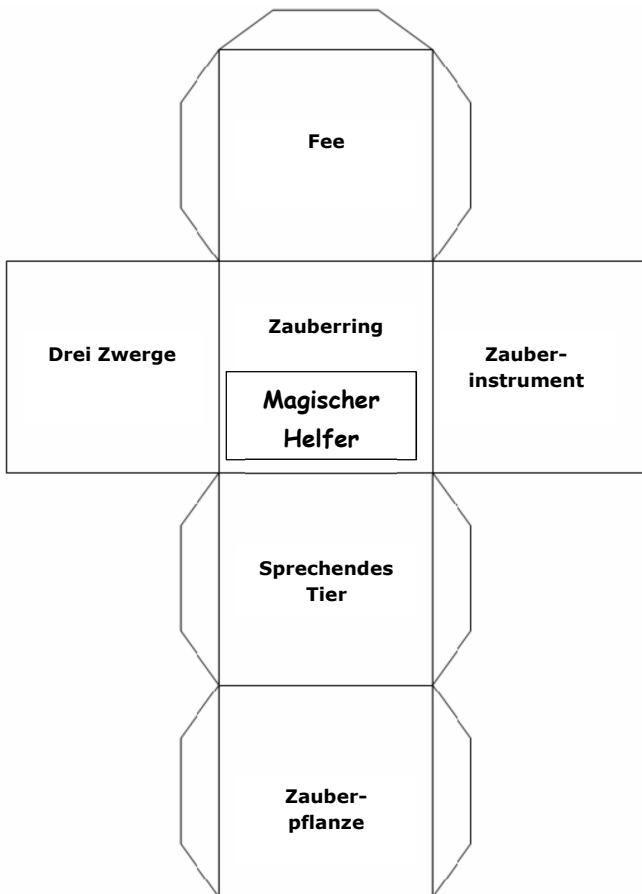 Fee
Drei Zwerge
Zauberring
Zauber-
instrument
Magischer
Helfer
Sprechendes
Tier
Zauber-
pflanze